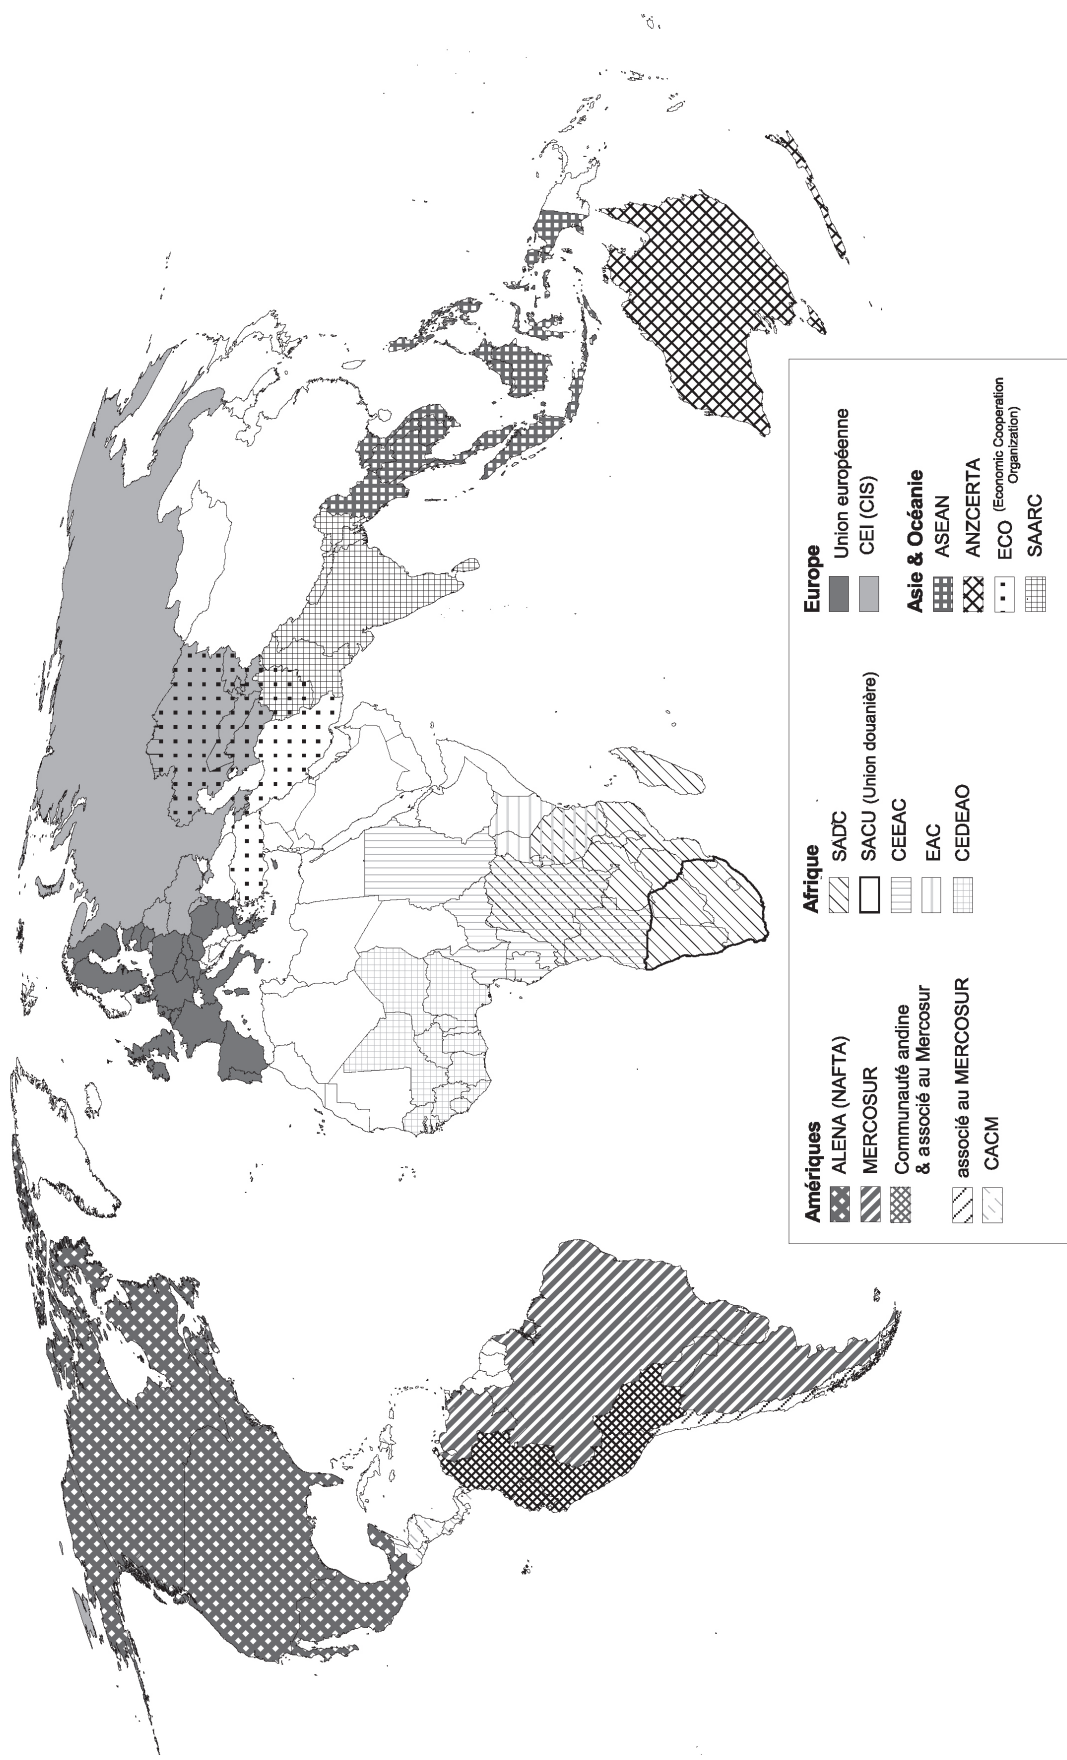 Amériques
ALENA (NAFTA)
MERCOSUR
Communauté andine
& associé au Mercosur
associé au MERCOSUR
CACM
Afrique
SADC
SACU (Union douanière)
CEEAC
EAC
CEDEAO
Europe
Union européenne
CEI (CIS)
Asie & Océanie
ASEAN
ANZCERTA
ECO (Economic Cooperation
Organization)
SAARC